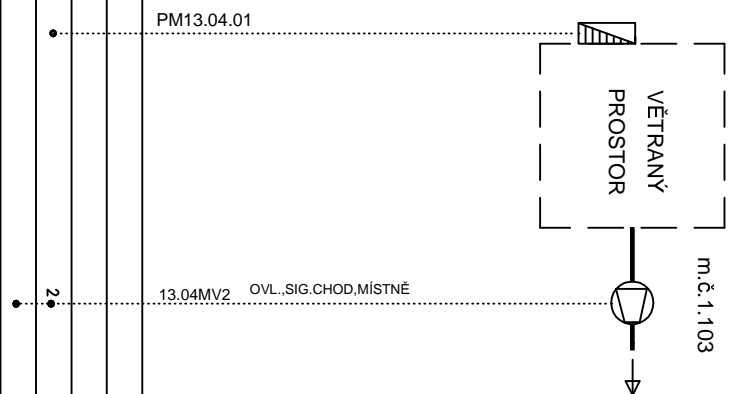 PM13.04.01
VĚTRANÝ
PROSTOR
m.č.1.103
2
13.04MV2
OVL.,SIG.CHOD,MÍSTNĚ